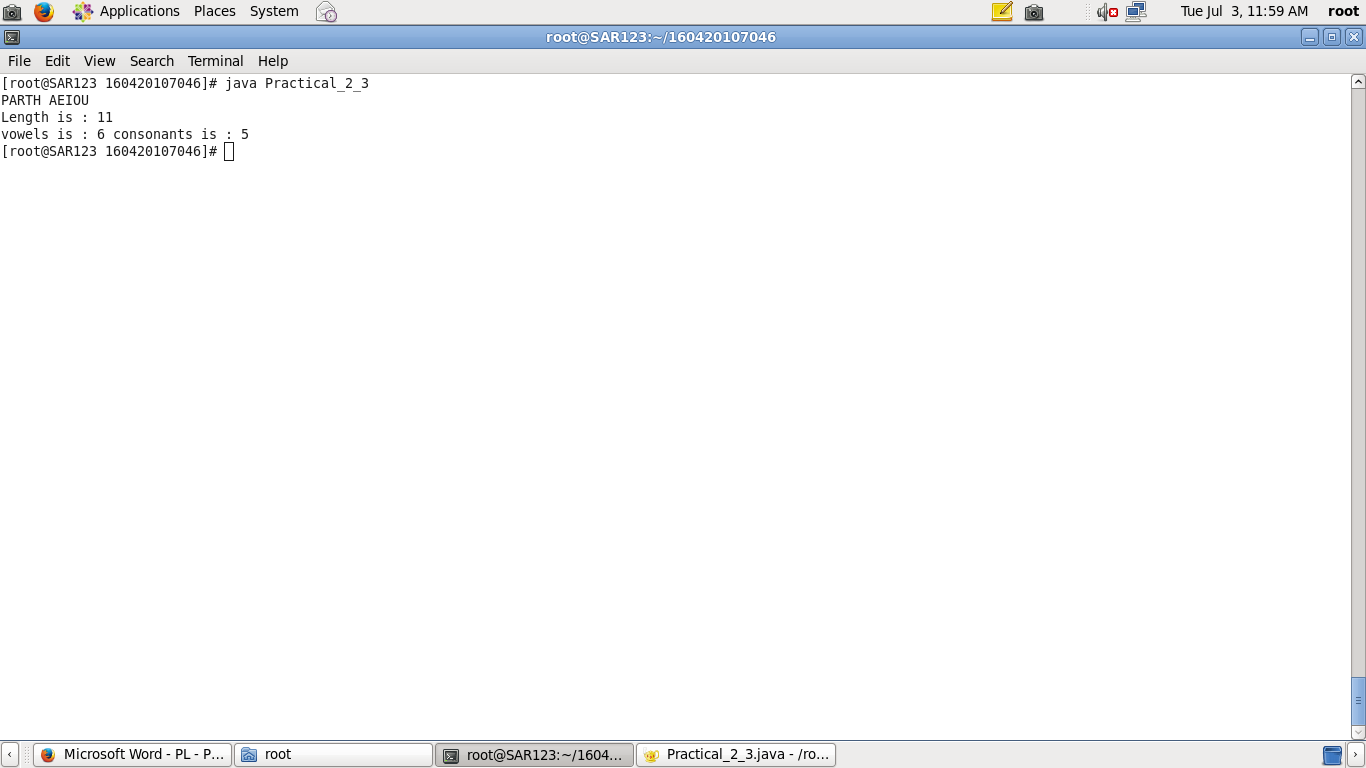 Applications Places System Tue Jul 3, 11:59 AM root
root@SAR123:~/160420107046
File Edit View Search Terminal Help
[root@SAR123 160420107046]# java Practical_2_3
PARTH AEIOU
Length is : 11
vowels is : 6 consonants is : 5
[root@SAR123 160420107046]#
Microsoft Word - PL - P... root root@SAR123:~/1604... Practical_2_3.java - /ro...